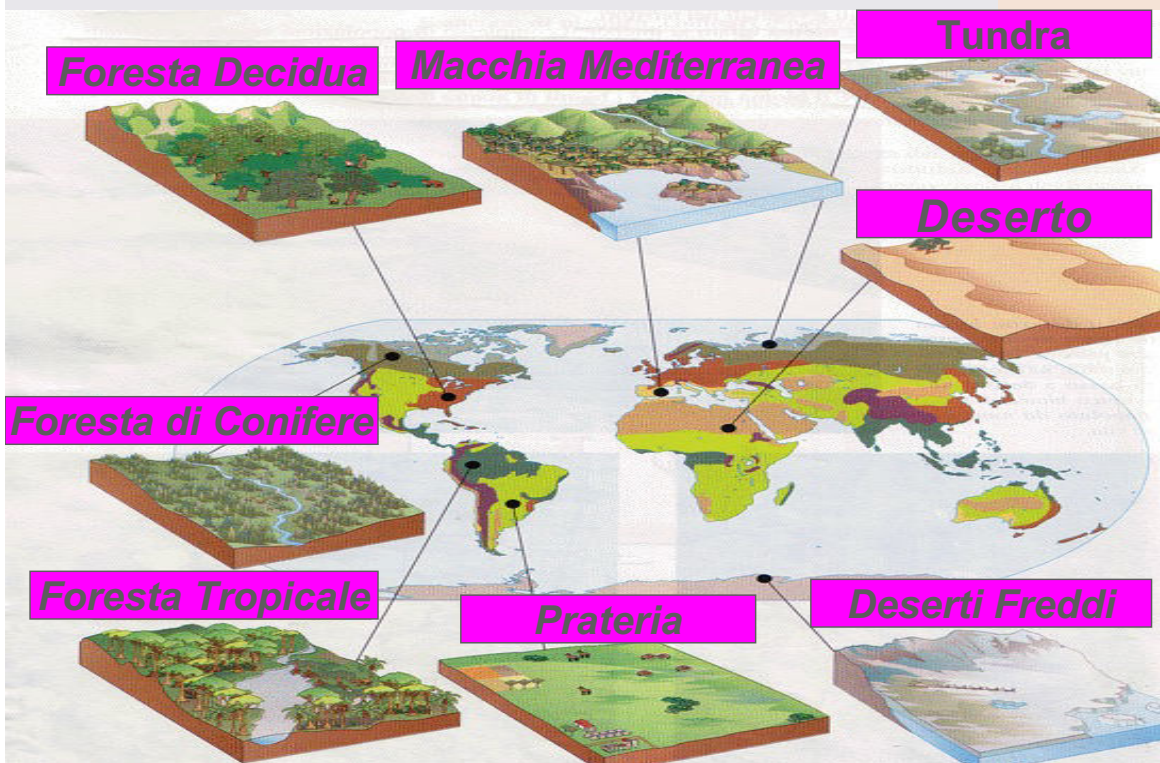 Foresta Decidua
Macchia Mediterranea
Tundra
Deserto
Foresta di Conifere
Foresta Tropicale
Prateria
Deserti Freddi